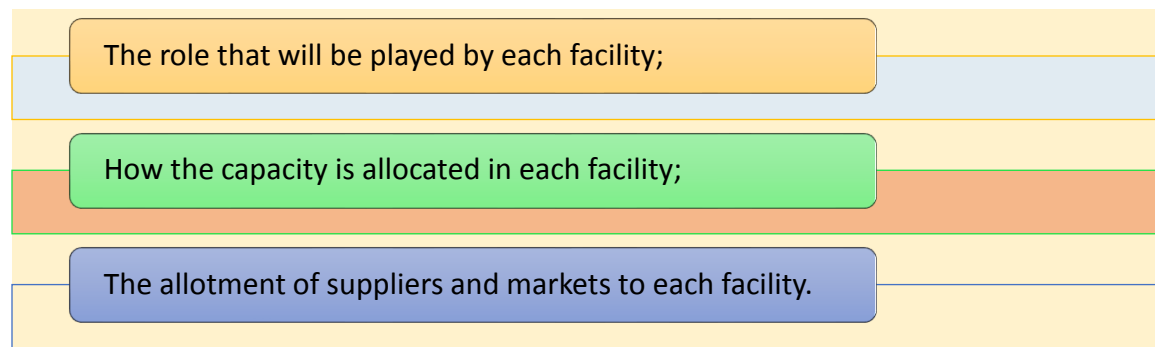 The role that will be played by each facility;
How the capacity is allocated in each facility;
The allotment of suppliers and markets to each facility.